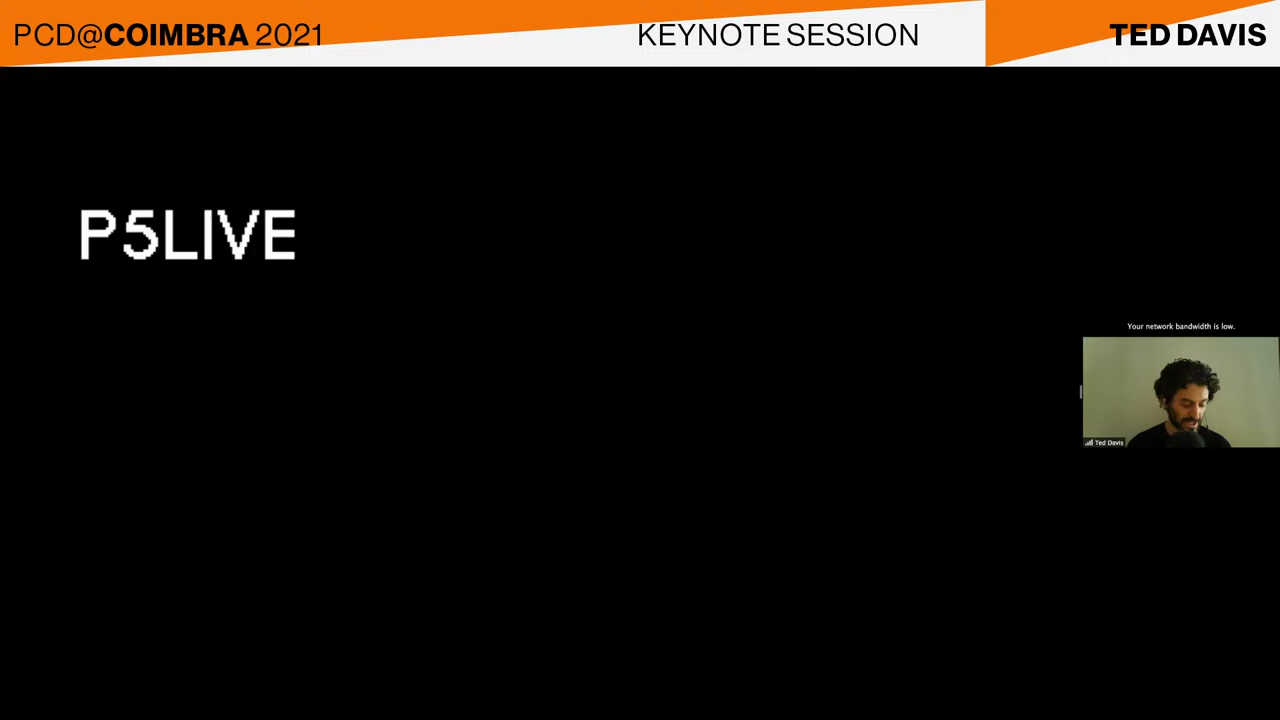 PCD@COIMBRA 2021
KEYNOTE SESSION
TED DAVIS
P5LIVE
Your network bandwidth is low.
Ted Davis